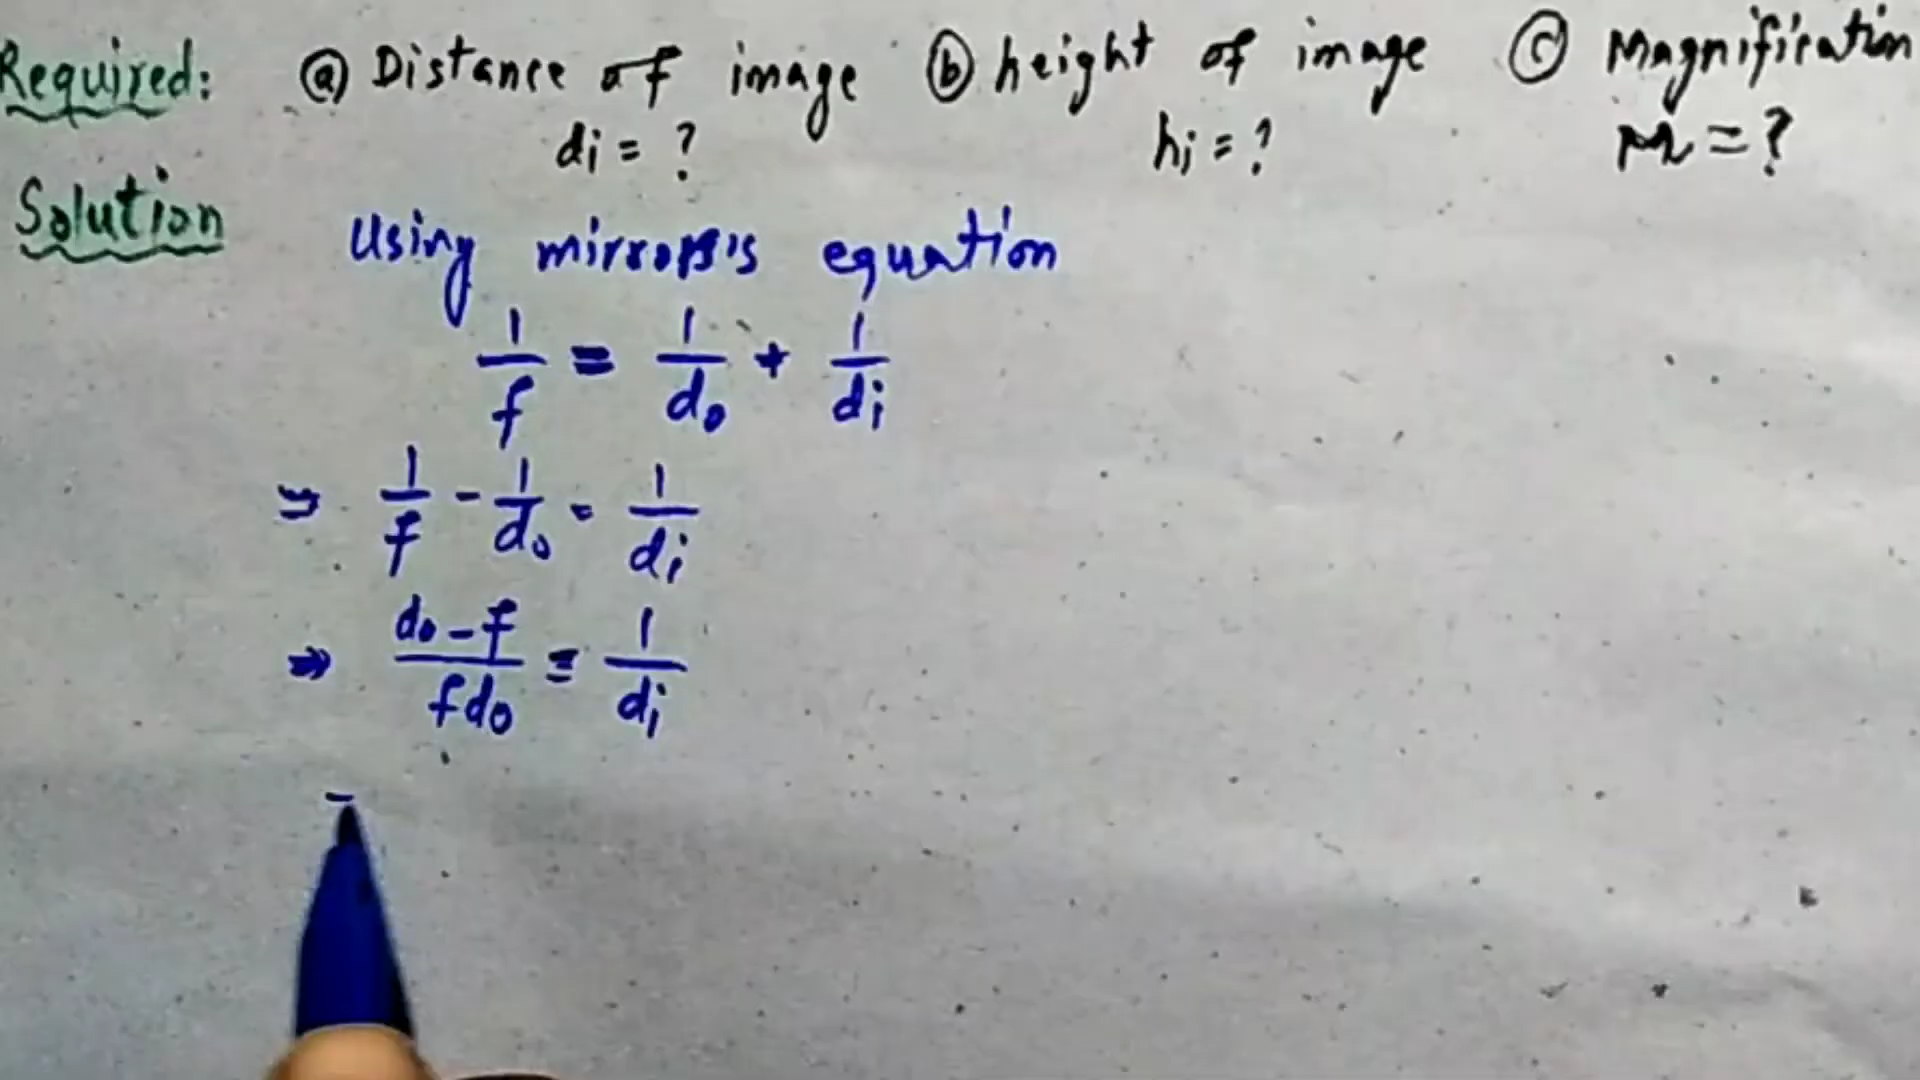 Required: ⓐ Distance of image ⓑ height of image ⓒ Magnification
di = ? hi = ? M = ?
Solution Using mirror's equation
1/f = 1/do + 1/di
⇒ 1/f - 1/do = 1/di
⇒ do - f / fdo = 1/di